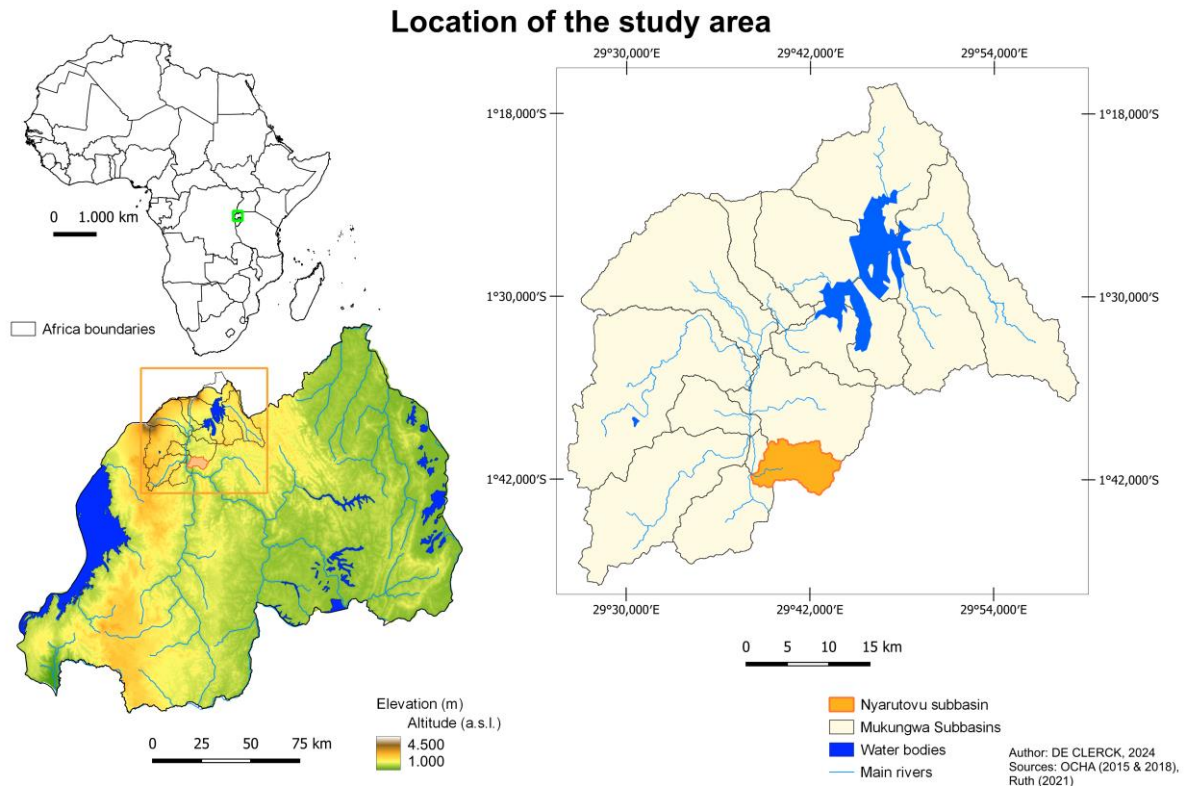 Location of the study area
0 1.000 km
Africa boundaries
29°30,000'E 29°42,000'E 29°54,000'E
1°18,000'S 1°18,000'S
1°30,000'S 1°30,000'S
1°42,000'S 1°42,000'S
29°30,000'E 29°42,000'E 29°54,000'E
0 5 10 15 km
Elevation (m)
Altitude (a.s.l.)
4.500
1.000
0 25 50 75 km
Nyarutovu subbasin
Mukungwa Subbasins
Water bodies
Main rivers
Author: DE CLERCK, 2024
Sources: OCHA (2015 & 2018),
Ruth (2021)